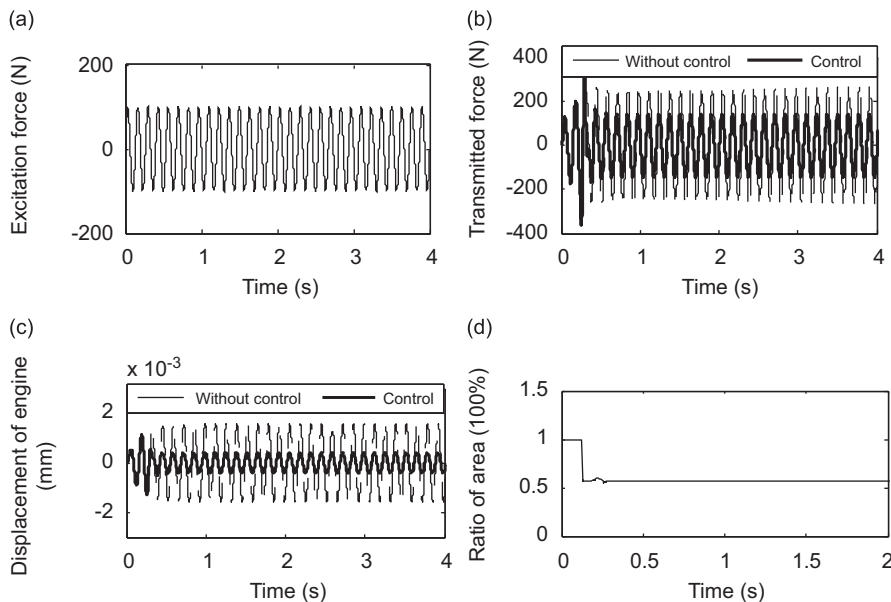 (a)
Excitation force (N)
200
0
-200
0 1 2 3 4
Time (s)
(b)
Transmitted force (N)
400
200
0
-200
-400
Without control Control
0 1 2 3 4
Time (s)
(c)
Displacement of engine
(mm)
x 10-3
2
0
-2
Without control Control
0 1 2 3 4
Time (s)
(d)
Ratio of area (100%)
1.5
1
0.5
0
0 0.5 1 1.5 2
Time (s)